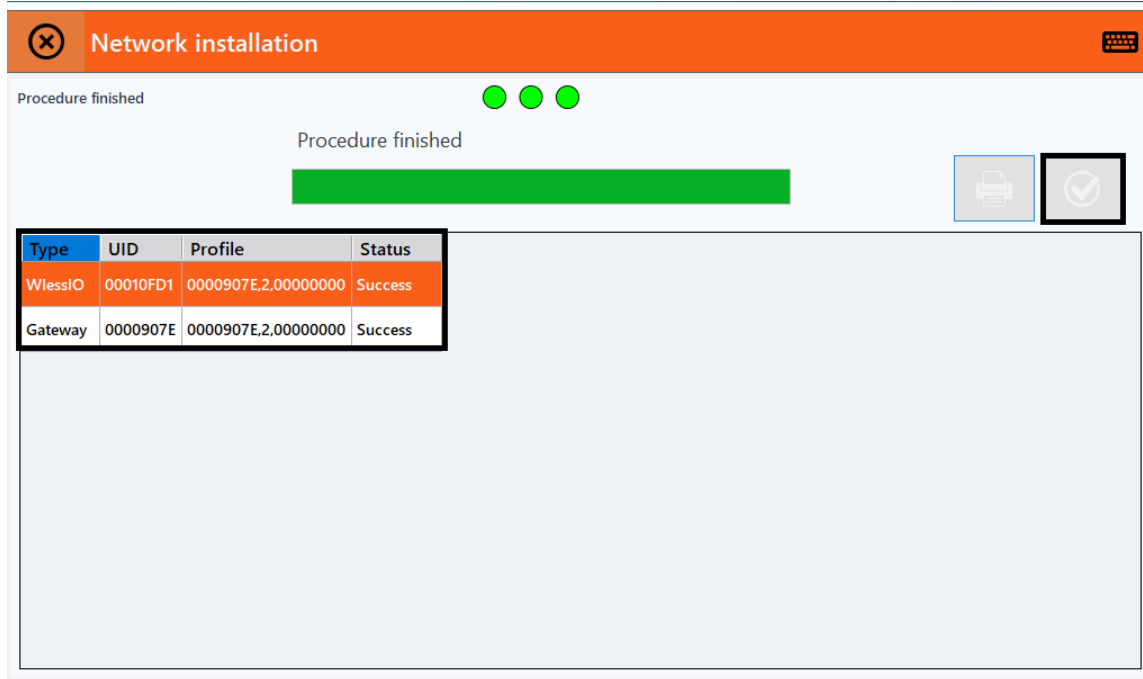 Network installation
Procedure finished
Procedure finished
Type UID Profile Status
WlessIO 00010FD1 0000907E,2,00000000 Success
Gateway 0000907E 0000907E,2,00000000 Success